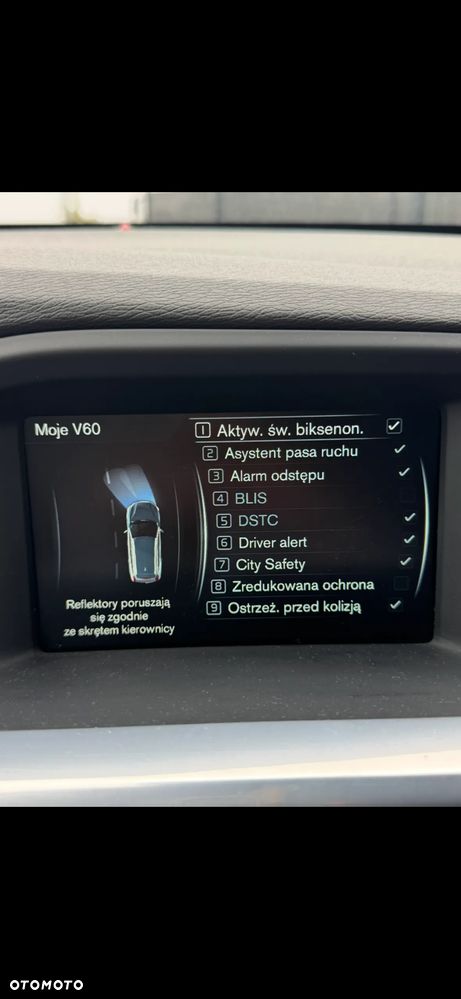 Moje V60
1 Aktyw. św. biksenon.
2 Asystent pasa ruchu
3 Alarm odstępu
4 BLIS
5 DSTC
6 Driver alert
7 City Safety
8 Zredukowana ochrona
9 Ostrzeż. przed kolizją
Reflektory poruszają
się zgodnie
ze skrętem kierownicy
OTOMOTO